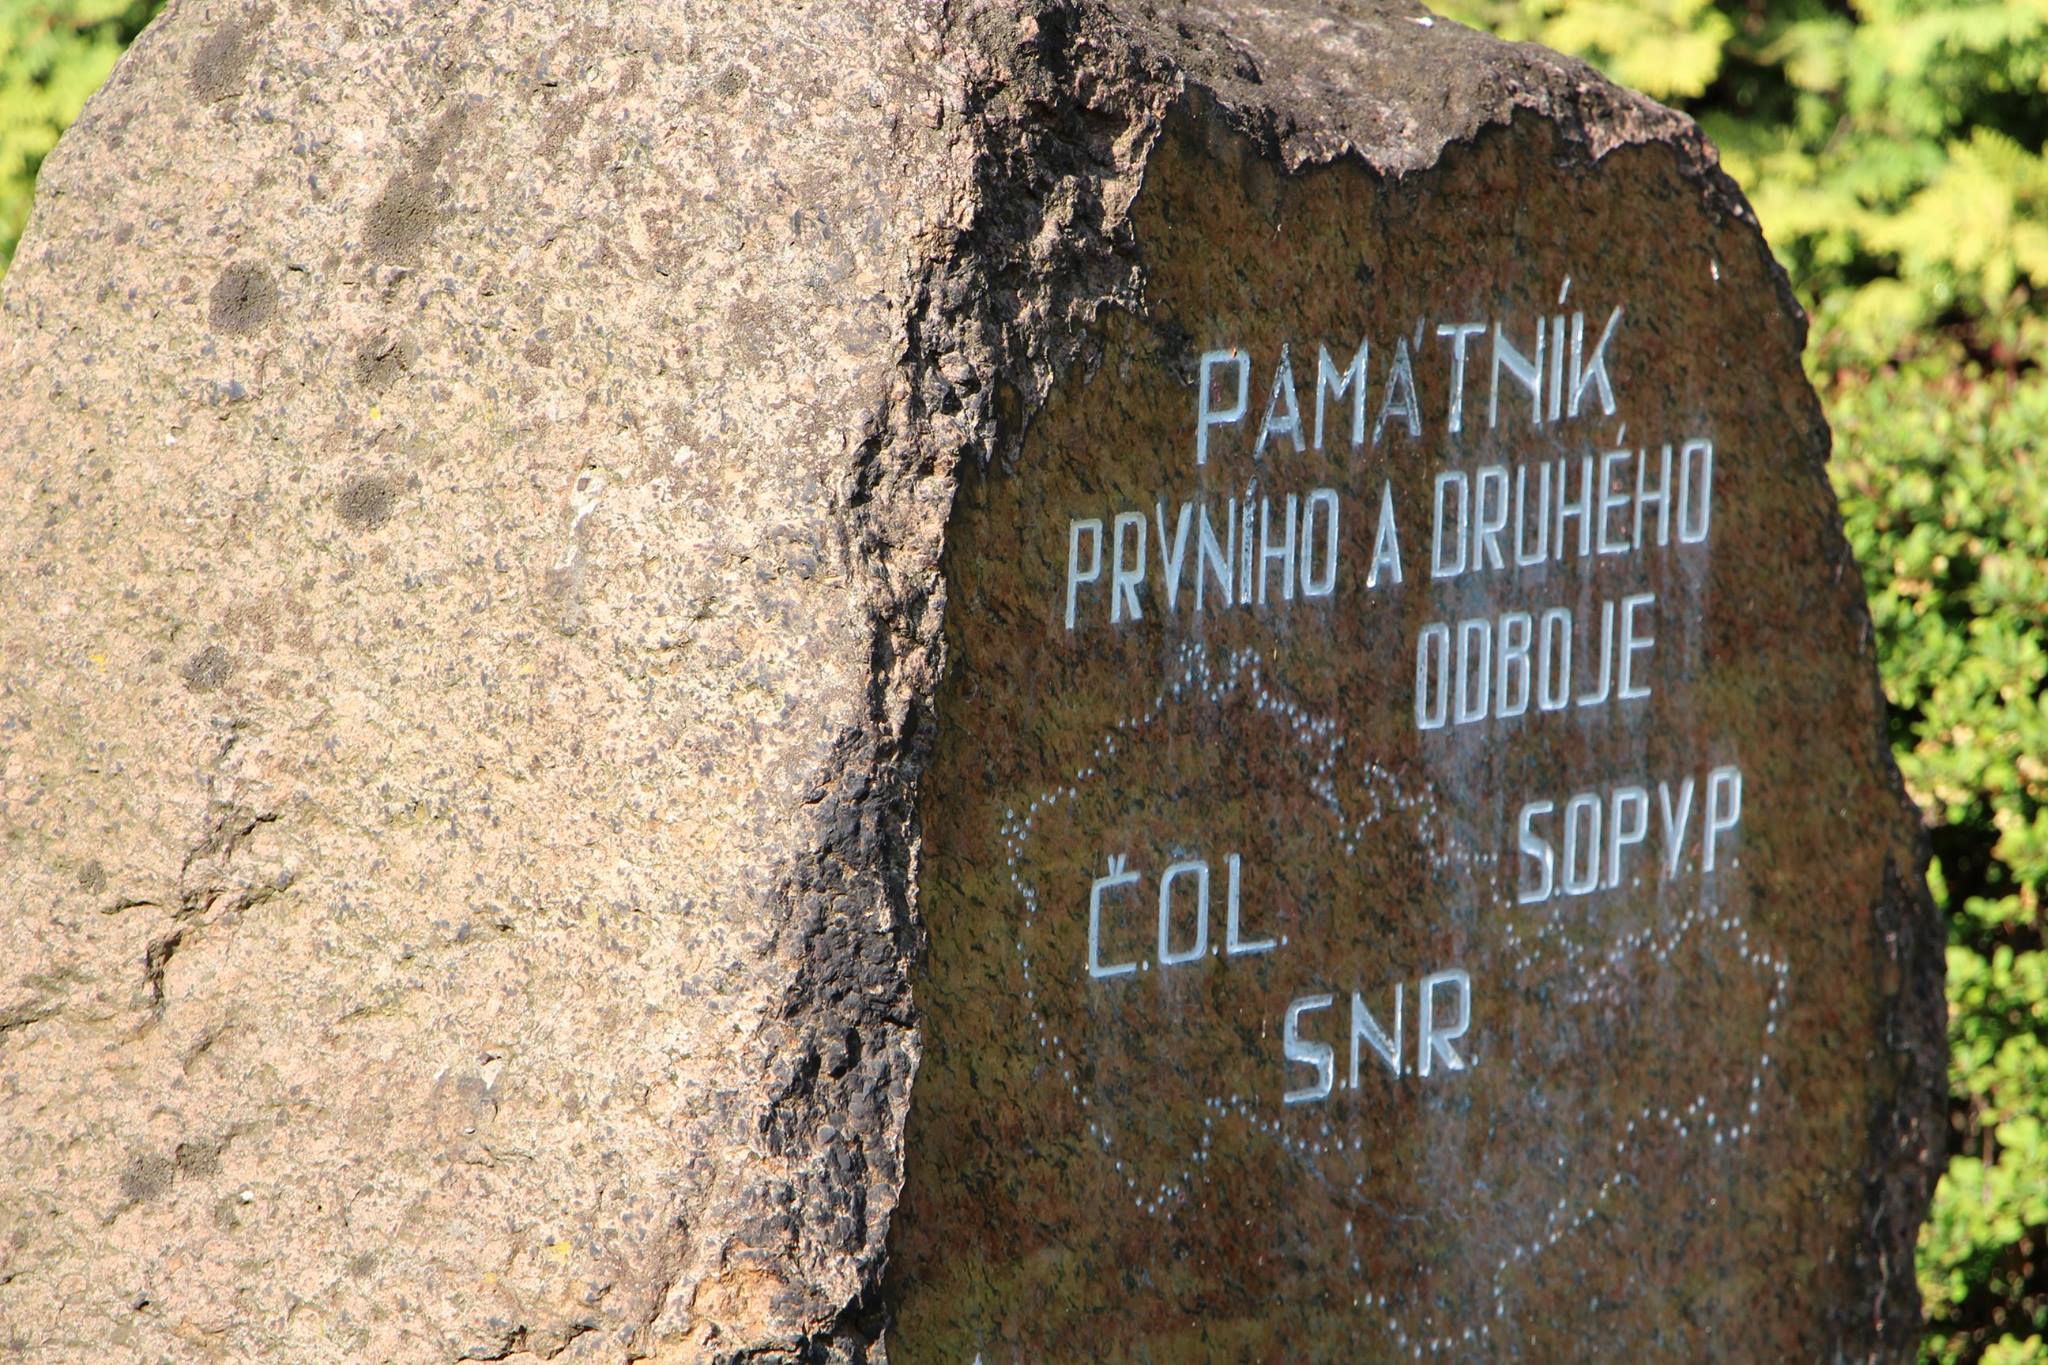 PAMÁTNÍK
PRVNÍHO A DRUHÉHO
ODBOJE
S.O.P.V.P.
Č.O.L.
S.N.R.